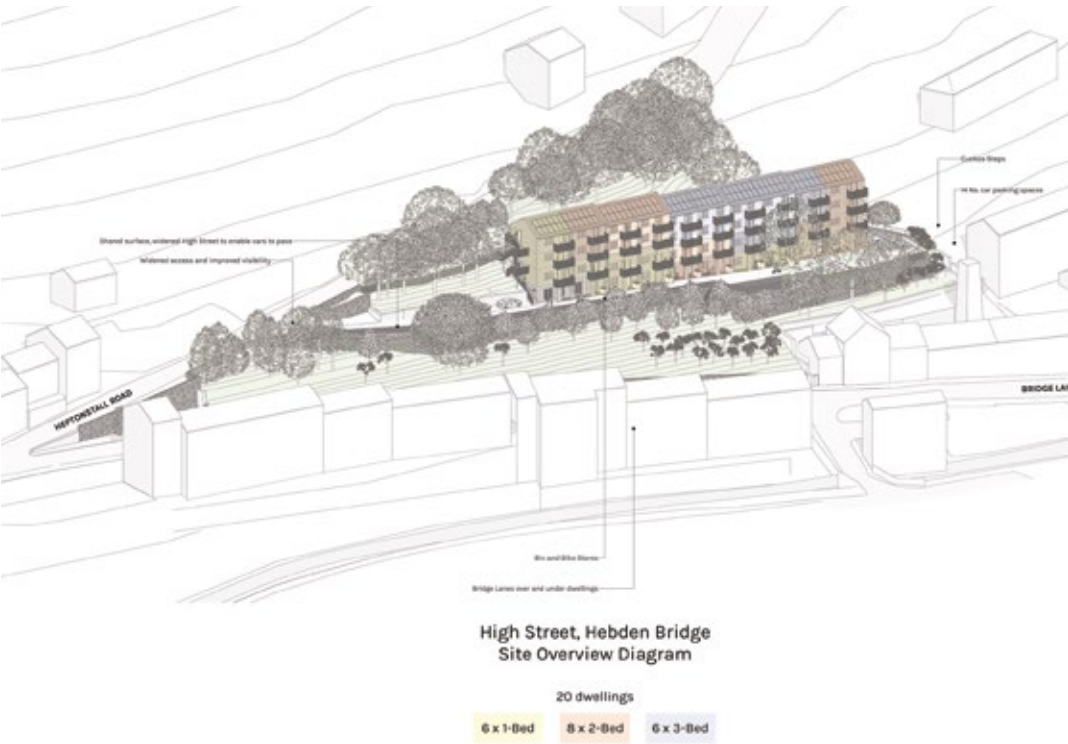 Cuckoo Steps
14 No. car parking spaces
Shared surface, widened High Street to enable cars to pass
Widened access and improved visibility
HEPTONSTALL ROAD
BRIDGE LAN
Bin and Bike Stores
Bridge Lanes over and under dwellings
High Street, Hebden Bridge
Site Overview Diagram
20 dwellings
6 x 1-Bed
8 x 2-Bed
6 x 3-Bed